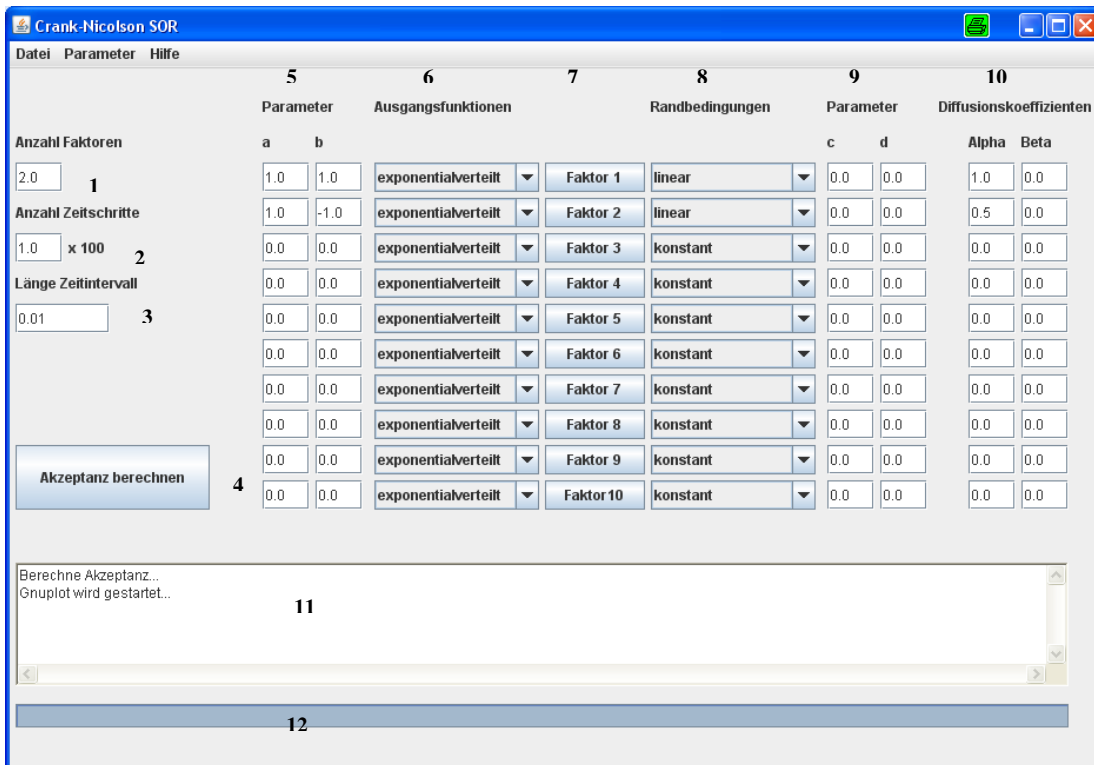 Crank-Nicolson SOR
Datei Parameter Hilfe
5 6 7 8 9 10
Parameter Ausgangsfunktionen Randbedingungen Parameter Diffusionskoeffizienten
Anzahl Faktoren a b c d Alpha Beta
2.0 1 1.0 1.0 exponentialverteilt Faktor 1 linear 0.0 0.0 1.0 0.0
Anzahl Zeitschritte 1.0 -1.0 exponentialverteilt Faktor 2 linear 0.0 0.0 0.5 0.0
1.0 x 100 2 0.0 0.0 exponentialverteilt Faktor 3 konstant 0.0 0.0 0.0 0.0
Länge Zeitintervall 0.0 0.0 exponentialverteilt Faktor 4 konstant 0.0 0.0 0.0 0.0
0.01 3 0.0 0.0 exponentialverteilt Faktor 5 konstant 0.0 0.0 0.0 0.0
0.0 0.0 exponentialverteilt Faktor 6 konstant 0.0 0.0 0.0 0.0
0.0 0.0 exponentialverteilt Faktor 7 konstant 0.0 0.0 0.0 0.0
0.0 0.0 exponentialverteilt Faktor 8 konstant 0.0 0.0 0.0 0.0
0.0 0.0 exponentialverteilt Faktor 9 konstant 0.0 0.0 0.0 0.0
Akzeptanz berechnen 4 0.0 0.0 exponentialverteilt Faktor10 konstant 0.0 0.0 0.0 0.0
Berechne Akzeptanz...
Gnuplot wird gestartet...
11
12